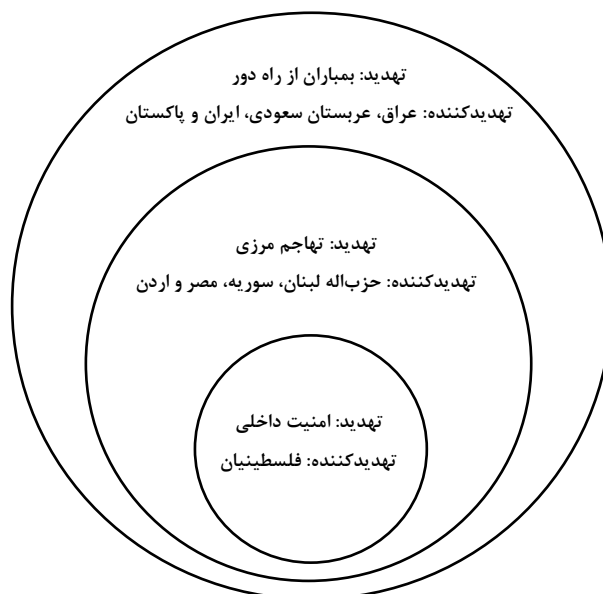 تهدید: بمباران از راه دور
تهدیدکننده: عراق، عربستان سعودی، ایران و پاکستان
تهدید: تهاجم مرزی
تهدیدکننده: حزب‌اله لبنان، سوریه، مصر و اردن
تهدید: امنیت داخلی
تهدیدکننده: فلسطینیان